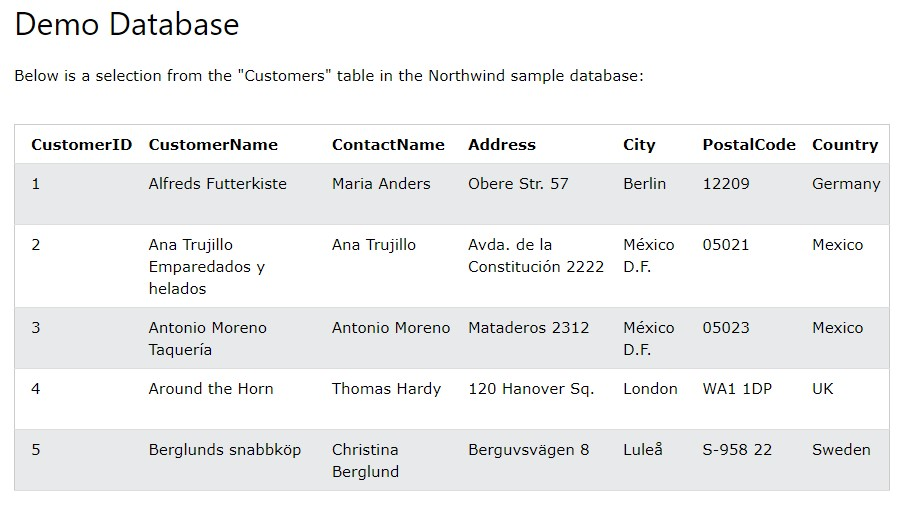 Demo Database
Below is a selection from the "Customers" table in the Northwind sample database:
CustomerID CustomerName ContactName Address City PostalCode Country
1 Alfreds Futterkiste Maria Anders Obere Str. 57 Berlin 12209 Germany
2 Ana Trujillo Ana Trujillo Avda. de la México 05021 Mexico
Emparedados y Constitución 2222 D.F.
helados
3 Antonio Moreno Antonio Moreno Mataderos 2312 México 05023 Mexico
Taquería D.F.
4 Around the Horn Thomas Hardy 120 Hanover Sq. London WA1 1DP UK
5 Berglunds snabbköp Christina Berguvsvägen 8 Luleå S-958 22 Sweden
Berglund